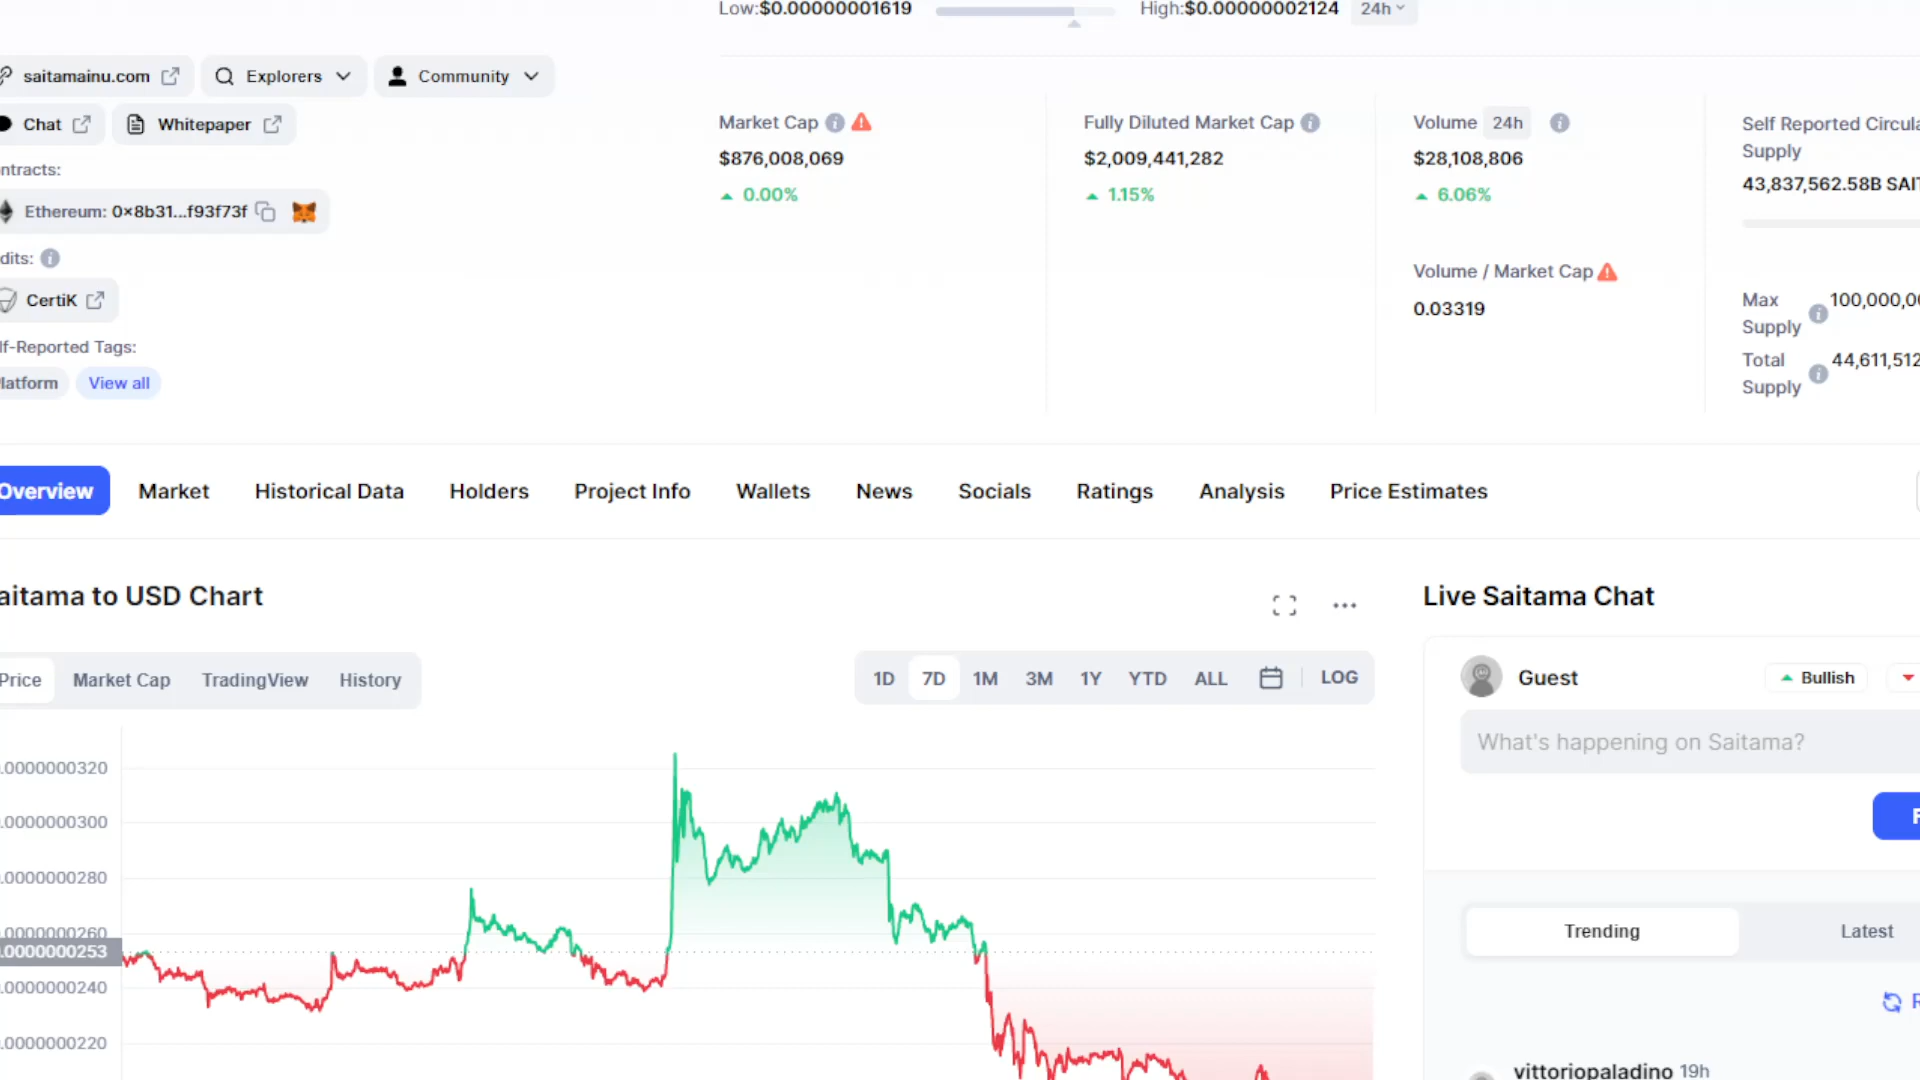 Low:$0.00000001619 High:$0.00000002124 24h
saitamainu.com Explorers Community
Chat Whitepaper
ntracts:
Ethereum: 0x8b31...f93f73f
dits:
CertiK
lf-Reported Tags:
latform View all
Market Cap
$876,008,069
0.00%
Fully Diluted Market Cap
$2,009,441,282
1.15%
Volume 24h
$28,108,806
6.06%
Volume / Market Cap
0.03319
Self Reported Circula
Supply
43,837,562.58B SAIT
Max Supply 100,000,00
Total Supply 44,611,512
Overview Market Historical Data Holders Project Info Wallets News Socials Ratings Analysis Price Estimates
aitama to USD Chart
Price Market Cap TradingView History
1D 7D 1M 3M 1Y YTD ALL LOG
.0000000320
.0000000300
.0000000280
.0000000260
.0000000253
.0000000240
.0000000220
Live Saitama Chat
Guest Bullish
What's happening on Saitama?
Trending Latest
vittoriopaladino 19h